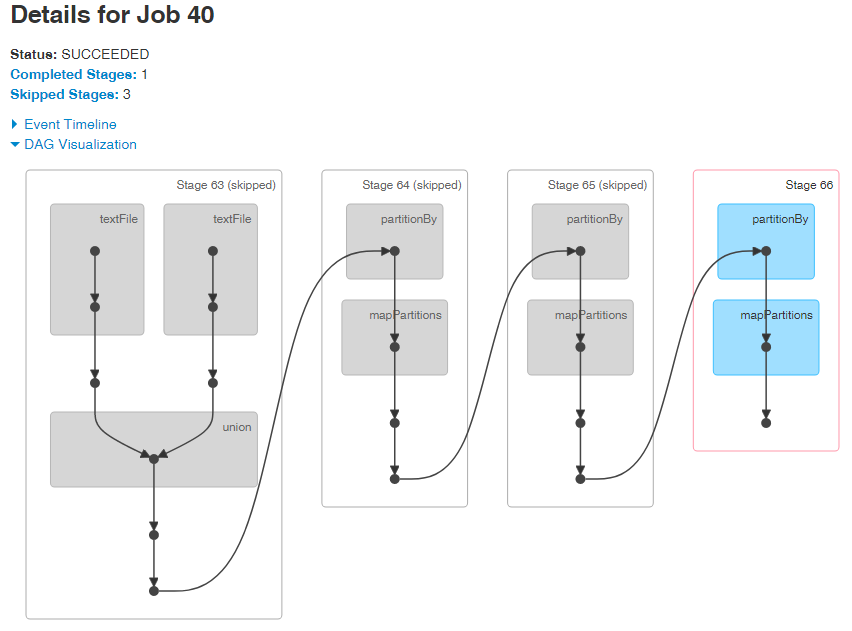 Details for Job 40
Status: SUCCEEDED
Completed Stages: 1
Skipped Stages: 3
Event Timeline
DAG Visualization
Stage 63 (skipped)
textFile
textFile
union
Stage 64 (skipped)
partitionBy
mapPartitions
Stage 65 (skipped)
partitionBy
mapPartitions
Stage 66
partitionBy
mapPartitions